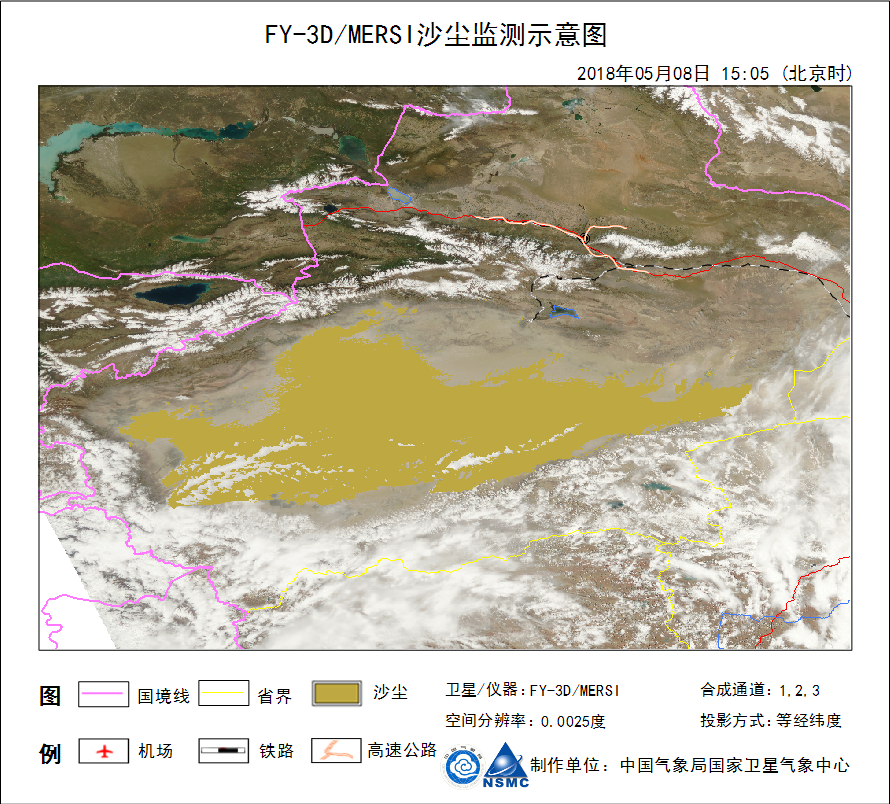 FY-3D/MERSI沙尘监测示意图
2018年05月08日 15:05 (北京时)
图 国境线 省界 沙尘 卫星/仪器:FY-3D/MERSI 合成通道: 1,2,3
空间分辨率: 0.0025度 投影方式:等经纬度
例 机场 铁路 高速公路
NSMC 制作单位: 中国气象局国家卫星气象中心